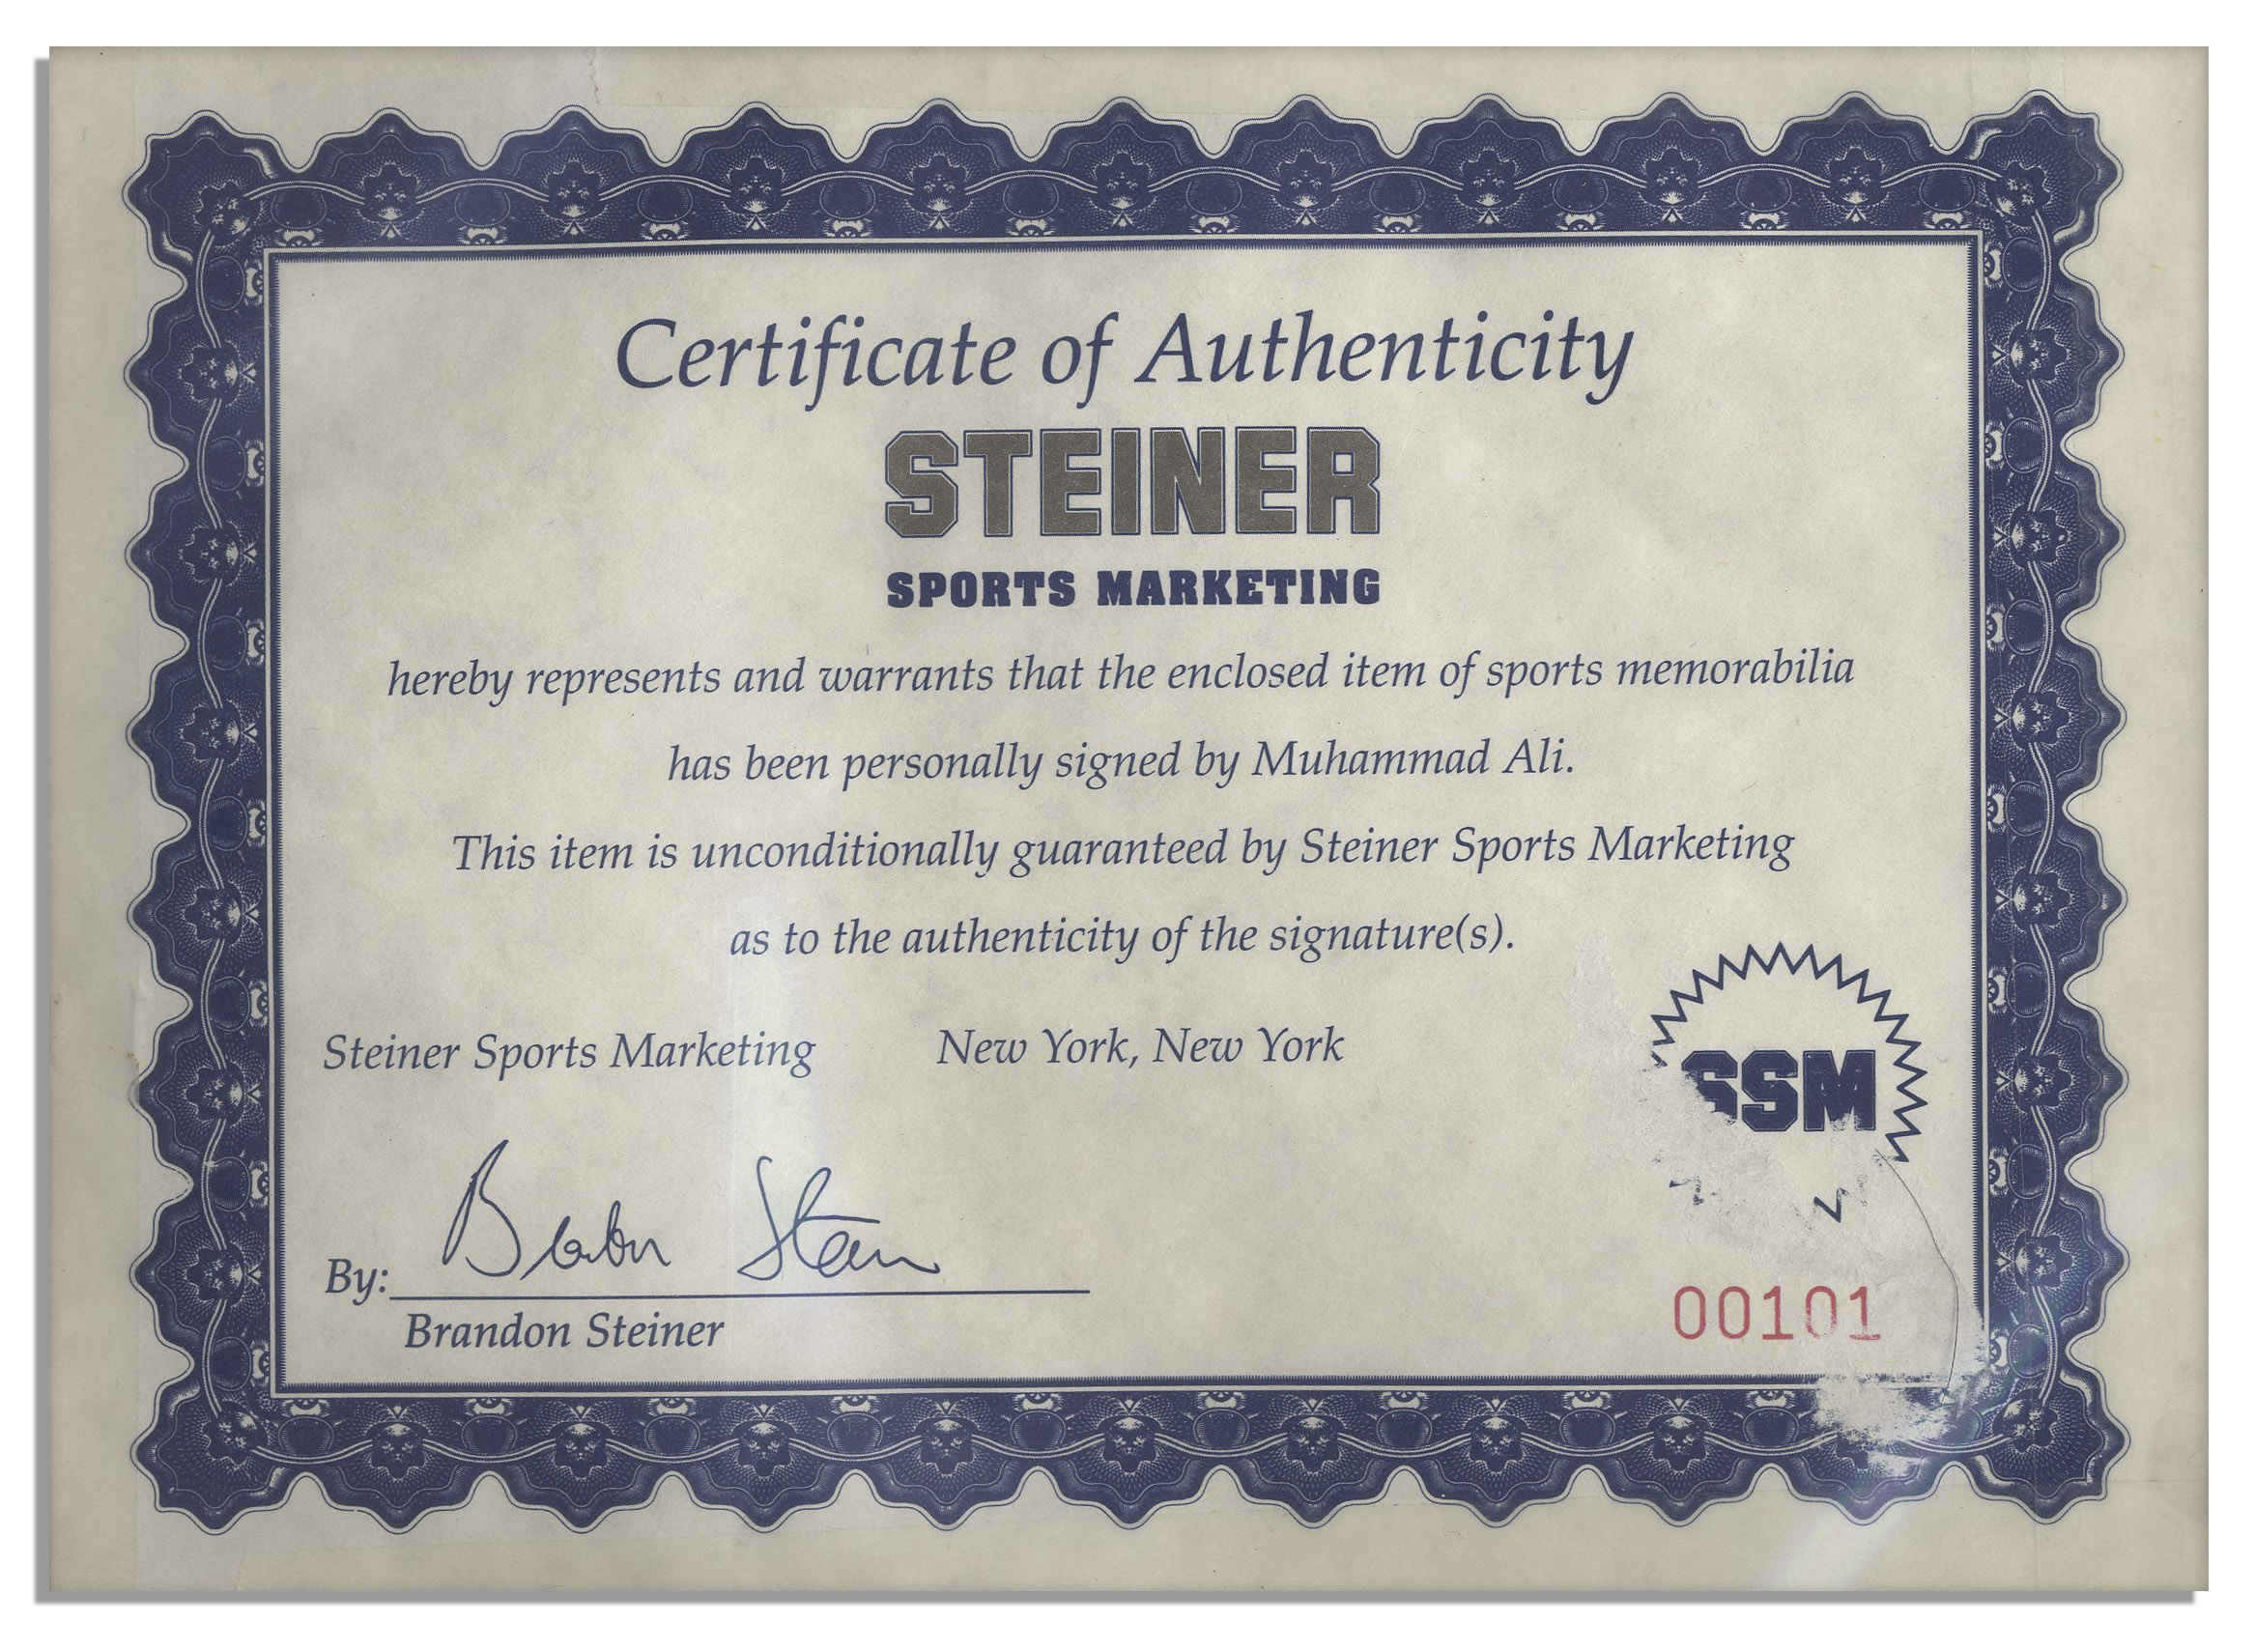 Certificate of Authenticity
STEINER
SPORTS MARKETING
hereby represents and warrants that the enclosed item of sports memorabilia
has been personally signed by Muhammad Ali.
This item is unconditionally guaranteed by Steiner Sports Marketing
as to the authenticity of the signature(s).
Steiner Sports Marketing New York, New York
SSM
By: Brandon Steiner
Brandon Steiner
00101